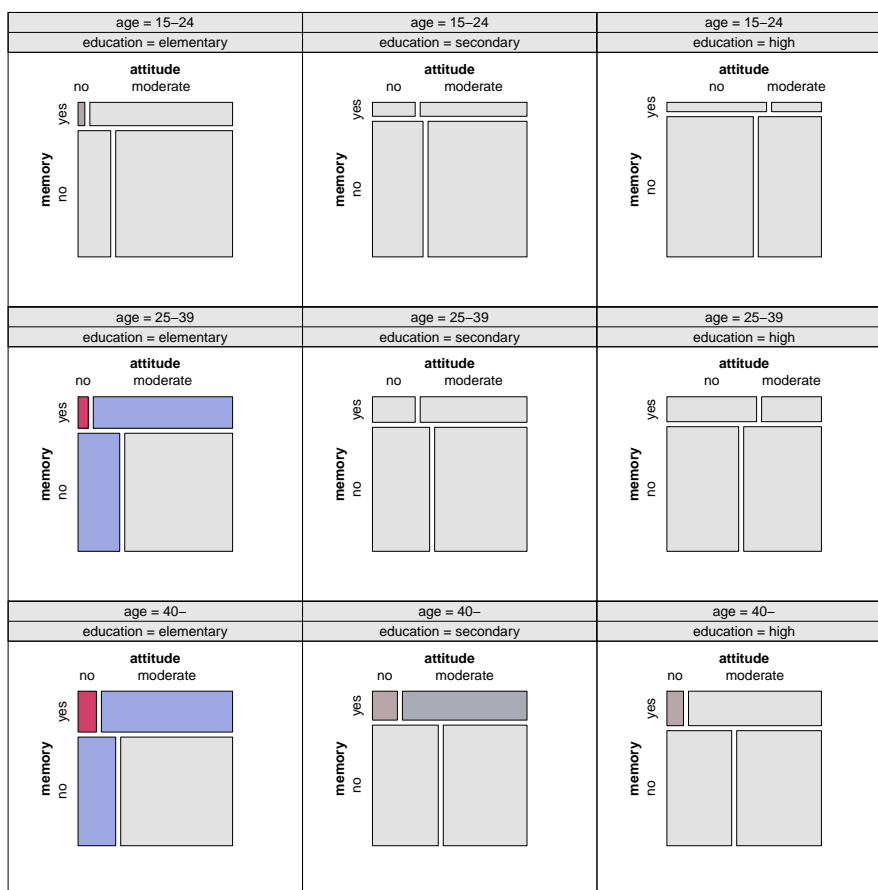 age = 15–24
education = elementary
attitude
no moderate
memory
yes
no
age = 15–24
education = secondary
attitude
no moderate
memory
yes
no
age = 15–24
education = high
attitude
no moderate
memory
yes
no
age = 25–39
education = elementary
attitude
no moderate
memory
yes
no
age = 25–39
education = secondary
attitude
no moderate
memory
yes
no
age = 25–39
education = high
attitude
no moderate
memory
yes
no
age = 40–
education = elementary
attitude
no moderate
memory
yes
no
age = 40–
education = secondary
attitude
no moderate
memory
yes
no
age = 40–
education = high
attitude
no moderate
memory
yes
no